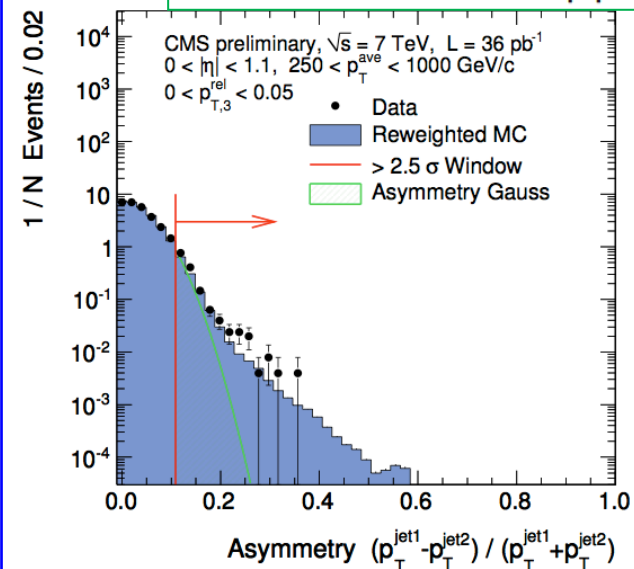 1 / N Events / 0.02
CMS preliminary, √s = 7 TeV, L = 36 pb⁻¹
0 < |η| < 1.1, 250 < p_T^ave < 1000 GeV/c
0 < p_T,3^rel < 0.05
Data
Reweighted MC
> 2.5 σ Window
Asymmetry Gauss
10⁴
10³
10²
10
1
10⁻¹
10⁻²
10⁻³
10⁻⁴
0.0 0.2 0.4 0.6 0.8 1.0
Asymmetry (p_T^jet1-p_T^jet2) / (p_T^jet1+p_T^jet2)